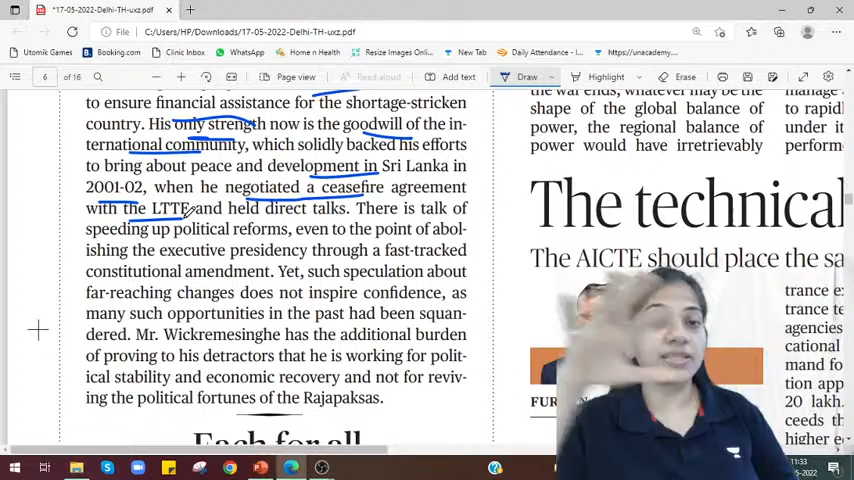 *17-05-2022-Delhi-TH-uxz.pdf
File
C:/Users/HP/Downloads/17-05-2022-Delhi-TH-uxz.pdf
Utomik Games
Booking.com
Clinic Inbox
WhatsApp
Home n Health
Resize Images Onl...
New Tab
Daily Attendance - I...
https://unacademy....
6
of 16
Page view
Read aloud
Add text
Draw
Highlight
Erase
to ensure financial assistance for the shortage-stricken
country. His only strength now is the goodwill of the in-
ternational community, which solidly backed his efforts
to bring about peace and development in Sri Lanka in
2001-02, when he negotiated a ceasefire agreement
with the LTTE and held direct talks. There is talk of
speeding up political reforms, even to the point of abol-
ishing the executive presidency through a fast-tracked
constitutional amendment. Yet, such speculation about
far-reaching changes does not inspire confidence, as
many such opportunities in the past had been squan-
dered. Mr. Wickremesinghe has the additional burden
of proving to his detractors that he is working for polit-
ical stability and economic recovery and not for reviv-
ing the political fortunes of the Rajapaksas.
Each for all
the war ends, whatever may be the
shape of the global balance of
power, the regional balance of
power would have irretrievably
manage a
to rapidl
under it
perform
The technical
The AICTE should place the sa
FUR
trance ex
trance te
agencies
cational
mand fo
tion app
20 lakh.
ceeds th
higher e
11:33
-05-2022